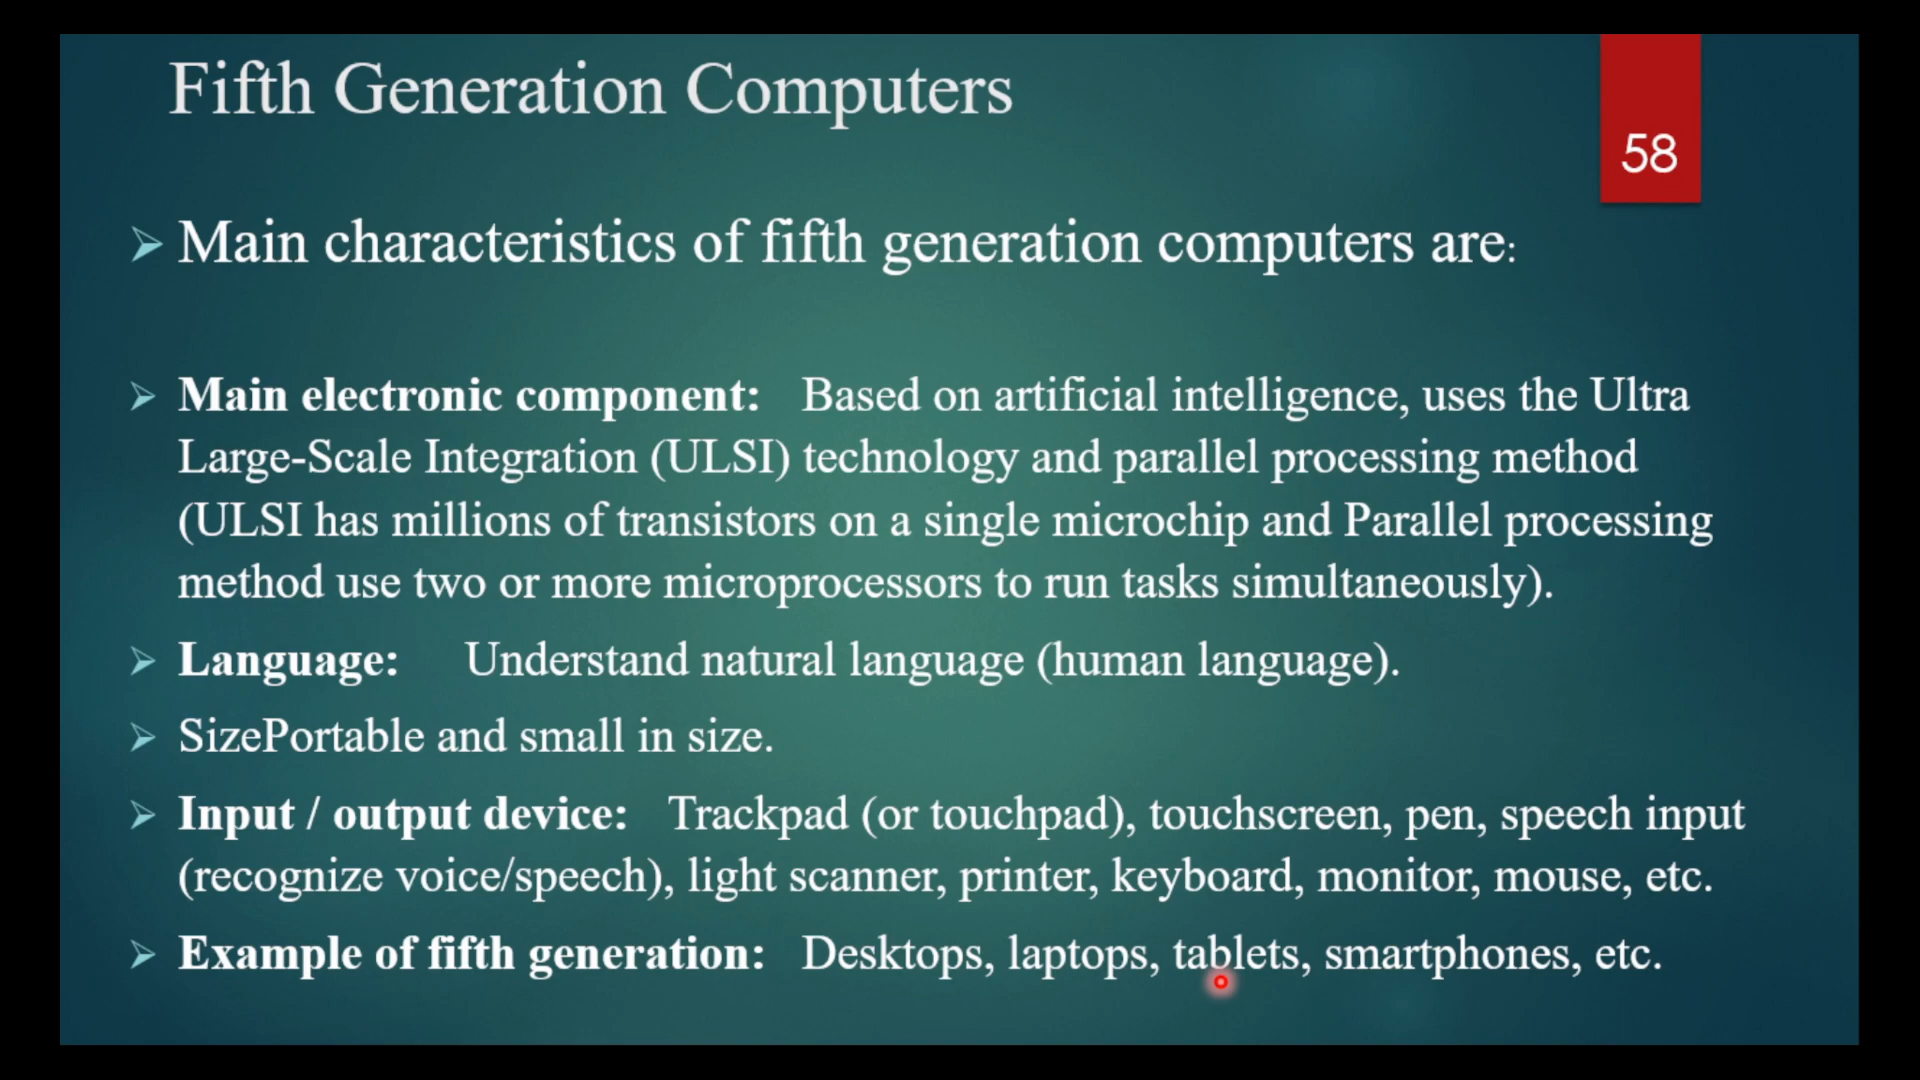 Fifth Generation Computers
58
Main characteristics of fifth generation computers are:
Main electronic component: Based on artificial intelligence, uses the Ultra
Large-Scale Integration (ULSI) technology and parallel processing method
(ULSI has millions of transistors on a single microchip and Parallel processing
method use two or more microprocessors to run tasks simultaneously).
Language: Understand natural language (human language).
SizePortable and small in size.
Input / output device: Trackpad (or touchpad), touchscreen, pen, speech input
(recognize voice/speech), light scanner, printer, keyboard, monitor, mouse, etc.
Example of fifth generation: Desktops, laptops, tablets, smartphones, etc.